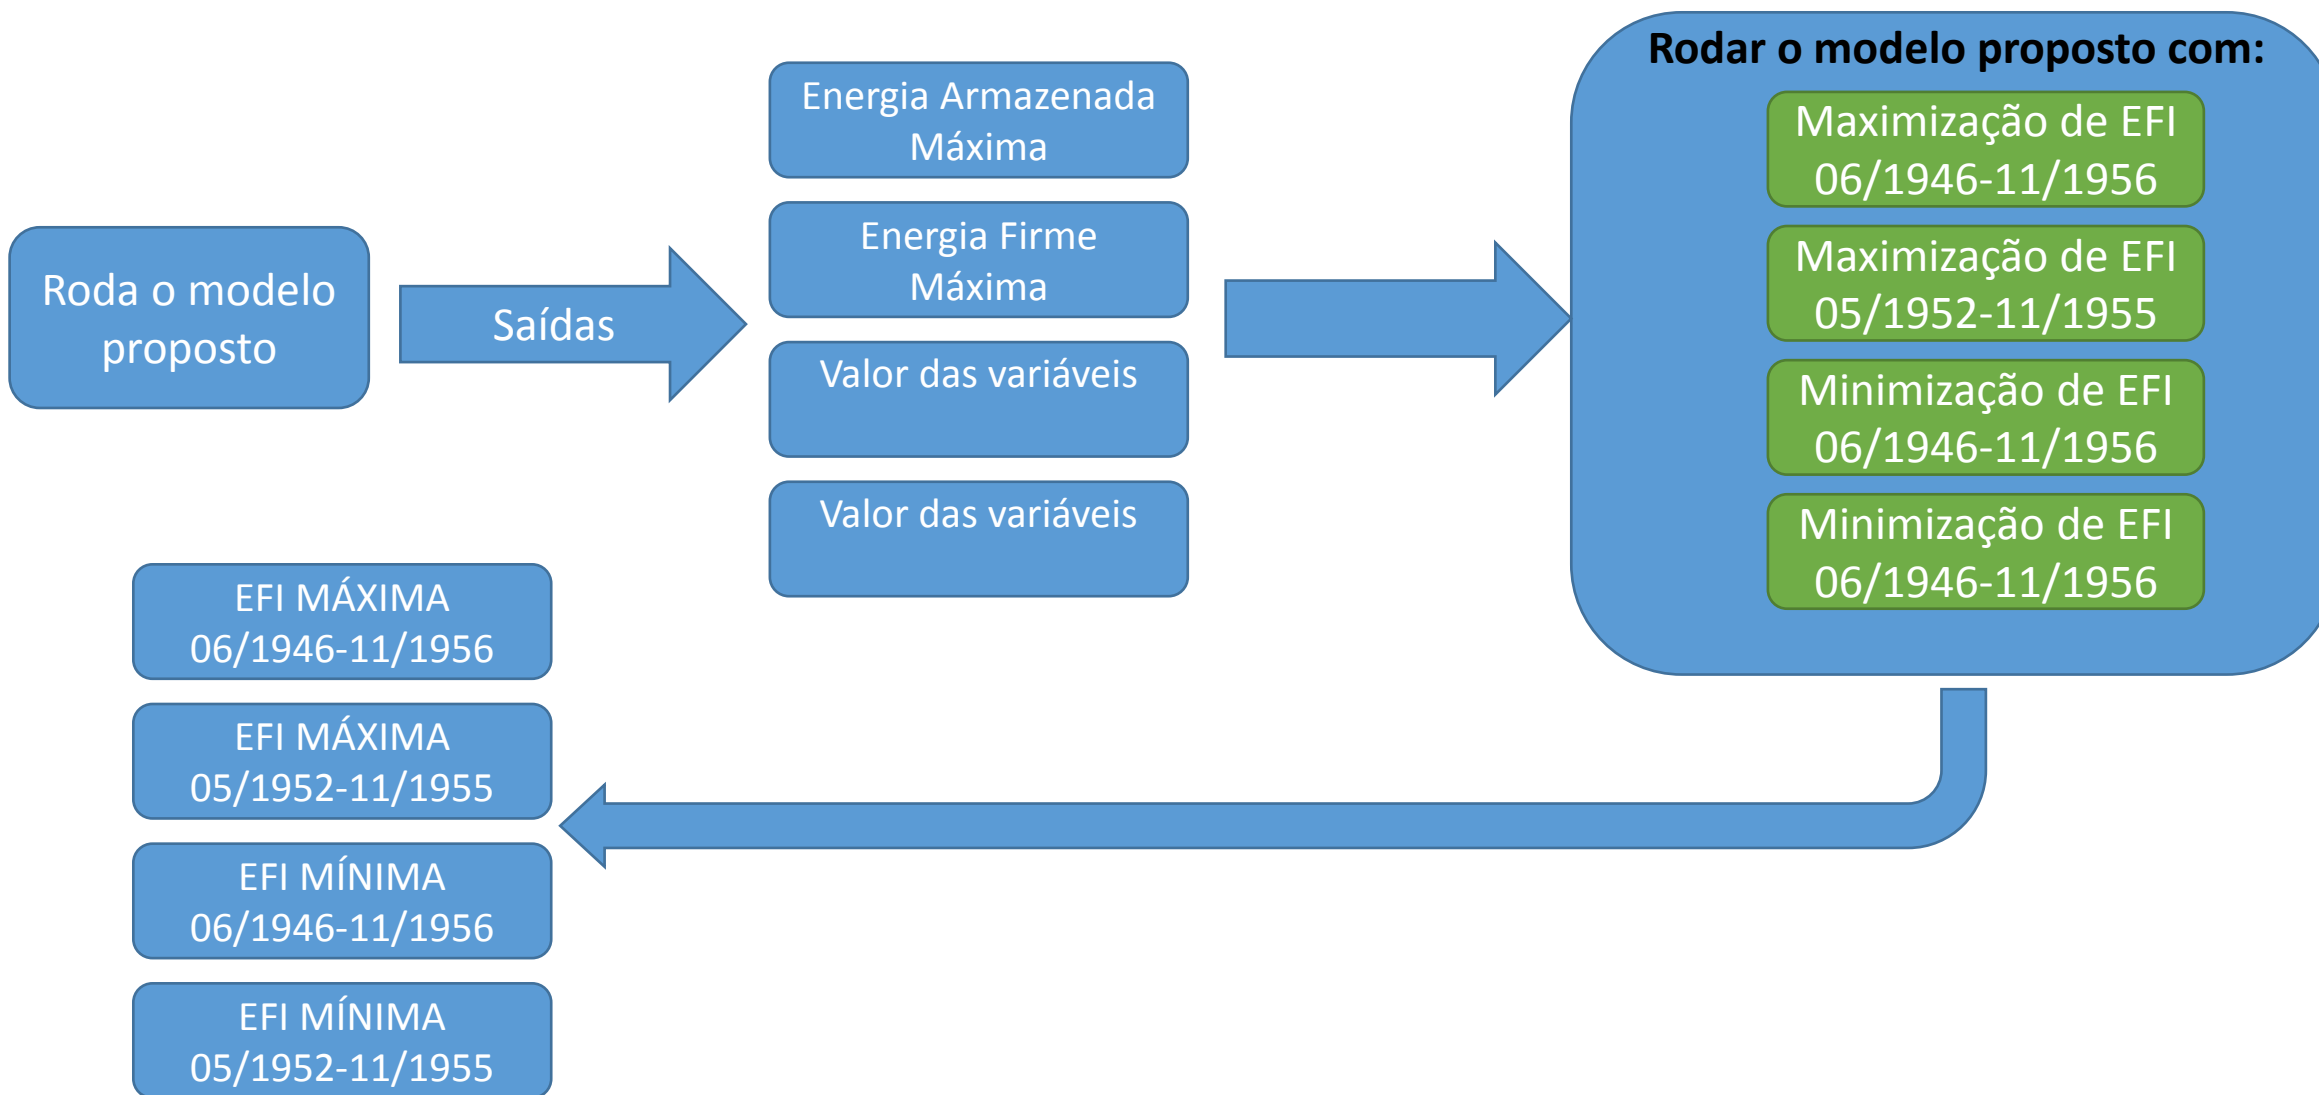 Roda o modelo
proposto
Saídas
Energia Armazenada
Máxima
Energia Firme
Máxima
Valor das variáveis
Valor das variáveis
Rodar o modelo proposto com:
Maximização de EFI
06/1946-11/1956
Maximização de EFI
05/1952-11/1955
Minimização de EFI
06/1946-11/1956
Minimização de EFI
06/1946-11/1956
EFI MÁXIMA
06/1946-11/1956
EFI MÁXIMA
05/1952-11/1955
EFI MÍNIMA
06/1946-11/1956
EFI MÍNIMA
05/1952-11/1955